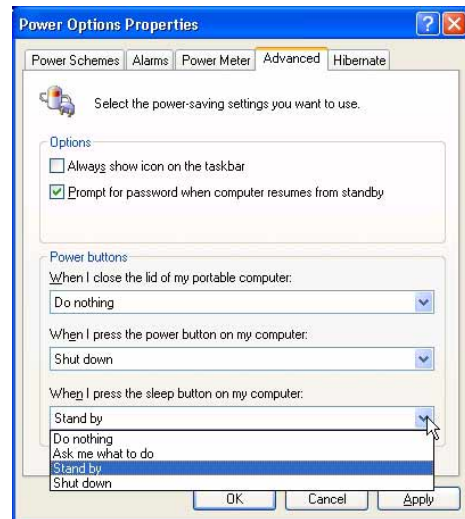 Power Options Properties
Power Schemes Alarms Power Meter Advanced Hibernate
Select the power-saving settings you want to use.
Options
Always show icon on the taskbar
Prompt for password when computer resumes from standby
Power buttons
When I close the lid of my portable computer:
Do nothing
When I press the power button on my computer:
Shut down
When I press the sleep button on my computer:
Stand by
Do nothing
Ask me what to do
Stand by
Shut down
OK Cancel Apply